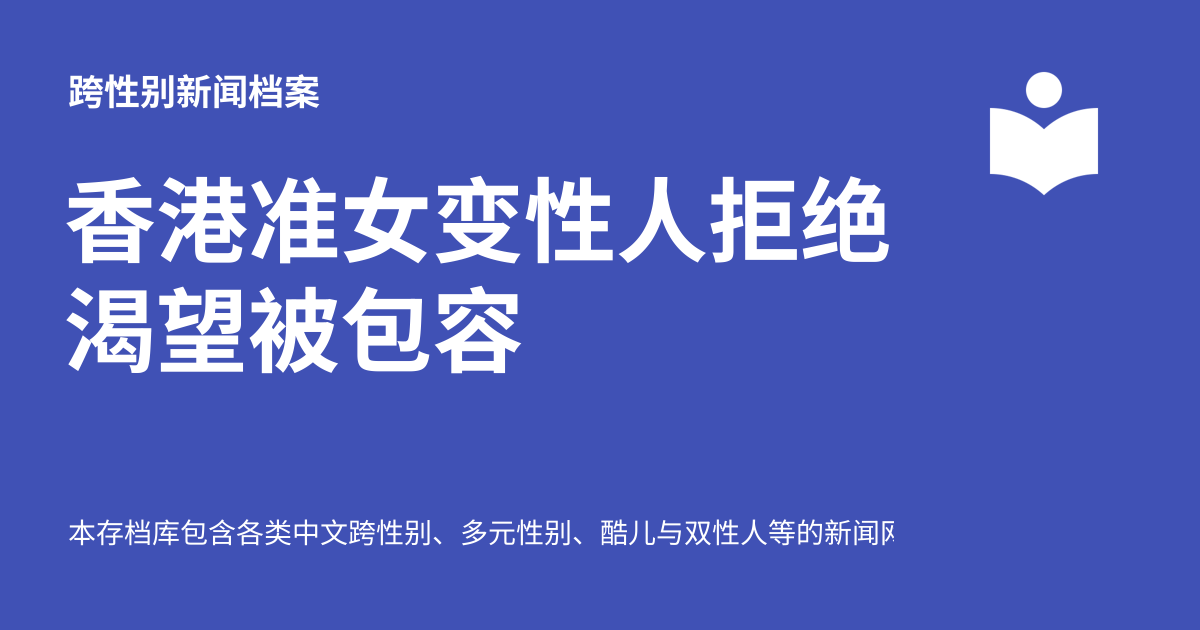 跨性别新闻档案
香港准女变性人拒绝
渴望被包容
本存档库包含各类中文跨性别、多元性别、酷儿与双性人等的新闻